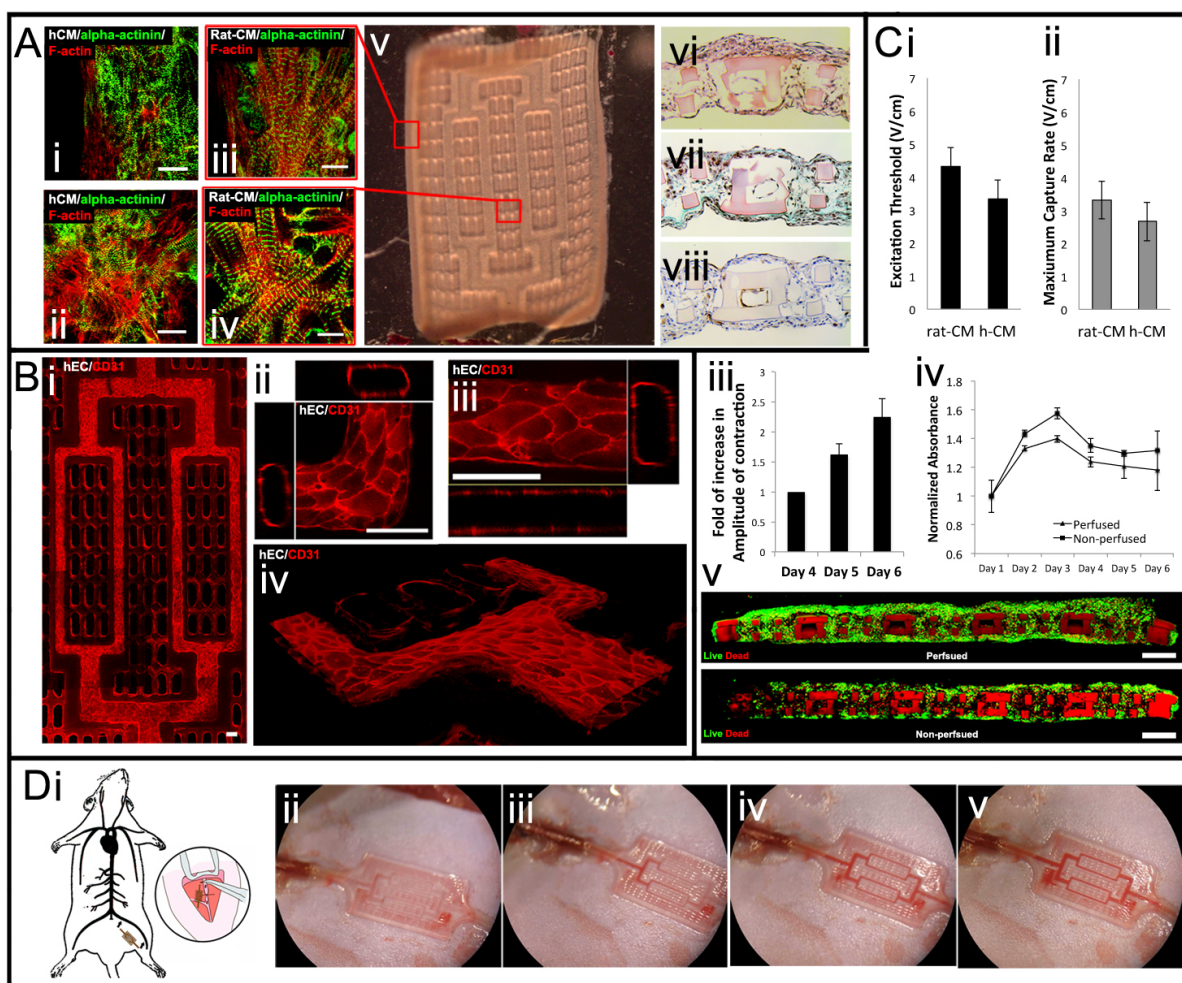 A
hCM/alpha-actinin/
F-actin
i
Rat-CM/alpha-actinin/
F-actin
iii
hCM/alpha-actinin/
F-actin
ii
Rat-CM/alpha-actinin/
F-actin
iv
v
vi
vii
viii
C i
Excitation Threshold (V/cm)
7
6
5
4
3
2
1
0
rat-CM h-CM
ii
Maxiumum Capture Rate (V/cm)
7
6
5
4
3
2
1
0
rat-CM h-CM
B i
hEC/CD31
ii
hEC/CD31
iii
hEC/CD31
iv
hEC/CD31
iii
Fold of increase in
Amplitude of contraction
3
2.5
2
1.5
1
0.5
0
Day 4 Day 5 Day 6
iv
Normalized Absorbance
1.8
1.6
1.4
1.2
1
0.8
0.6
Perfused
Non-perfused
Day 1 Day 2 Day 3 Day 4 Day 5 Day 6
v
Live Dead
Perfsued
Live Dead
Non-perfsued
D i
ii
iii
iv
v